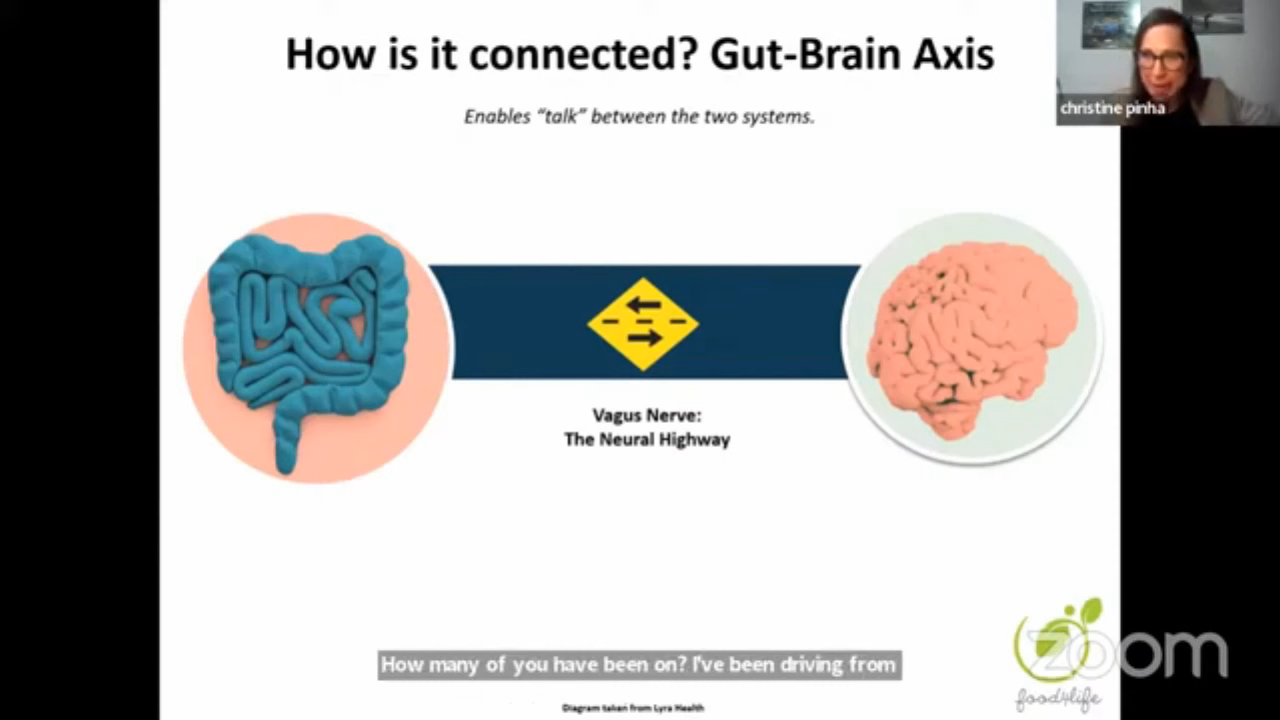 How is it connected? Gut-Brain Axis
Enables “talk” between the two systems.
christine pinha
Vagus Nerve:
The Neural Highway
How many of you have been on? I've been driving from
Diagram taken from Lyra Health
food4life
zoom